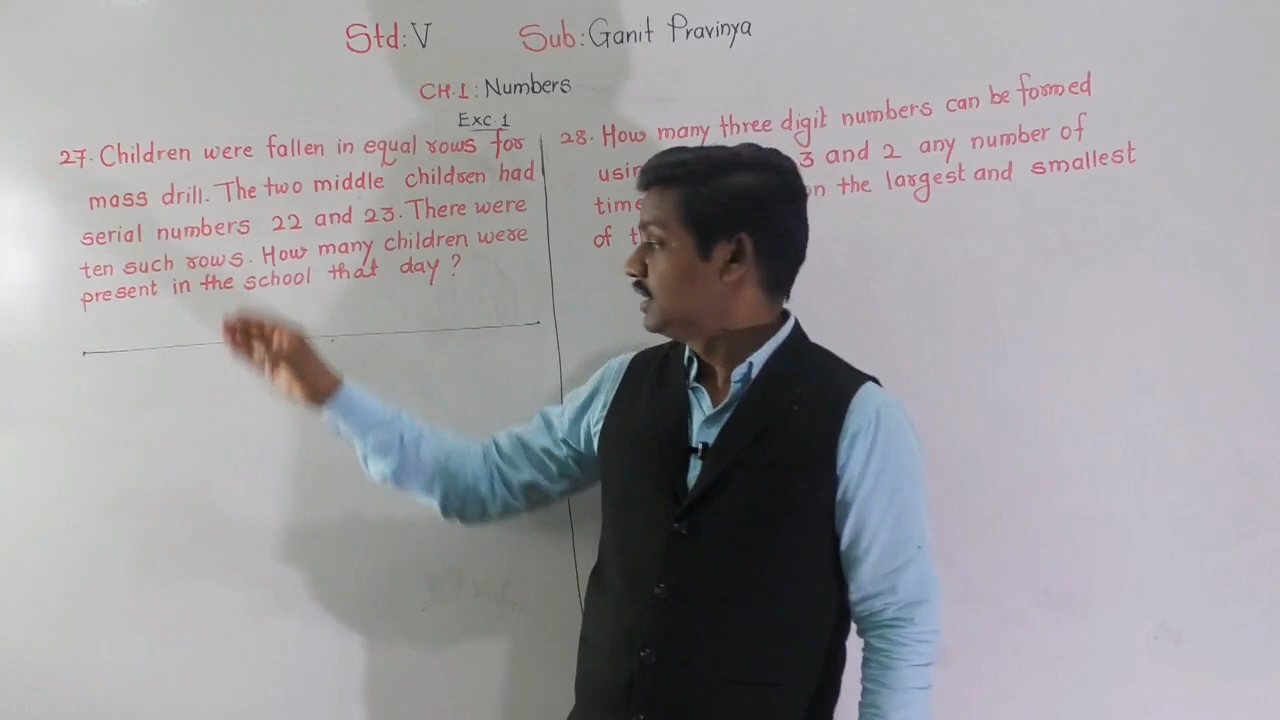 Std: V Sub: Ganit Pravinya
CH.1: Numbers
Exc. 1
27. Children were fallen in equal rows for
mass drill. The two middle children had
serial numbers 22 and 23. There were
ten such rows. How many children were
present in the school that day?
28. How many three digit numbers can be formed
3 and 2 any number of
the largest and smallest
of